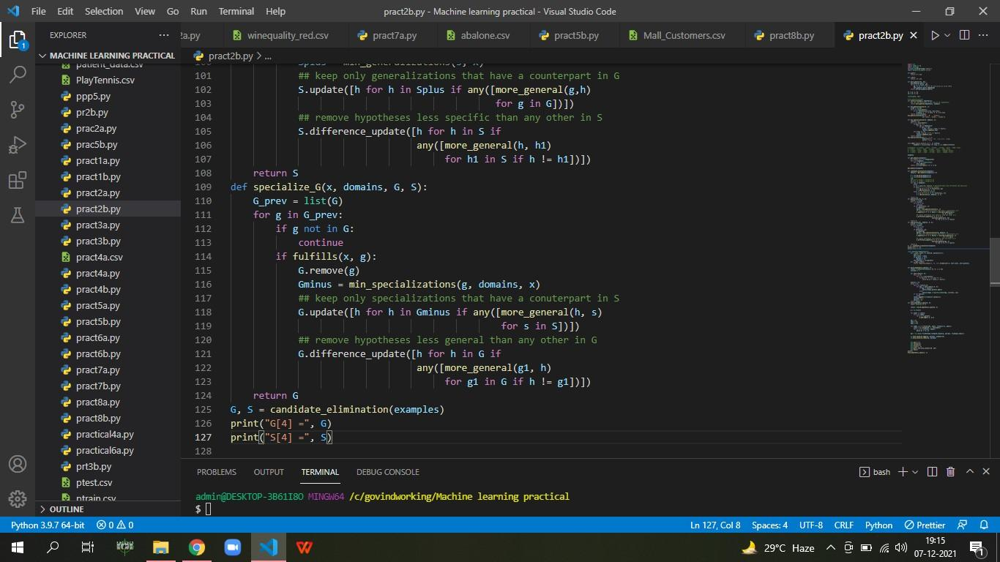 File Edit Selection View Go Run Terminal Help
pract2b.py - Machine learning practical - Visual Studio Code
EXPLORER
2a.py winequality_red.csv pract7a.py abalone.csv pract5b.py Mall_Customers.csv pract8b.py pract2b.py
MACHINE LEARNING PRACTICAL
pract2b.py > ...
patient_data.csv
PlayTennis.csv
ppp5.py
pr2b.py
prac2a.py
prac5b.py
pract1a.py
pract1b.py
pract2a.py
pract2b.py
pract3a.py
pract3b.py
pract4a.csv
pract4a.py
pract4b.py
pract5a.py
pract5b.py
pract6a.py
pract6b.py
pract7a.py
pract7b.py
pract8a.py
pract8b.py
practical4a.py
practical6a.py
prt3b.py
ptest.csv
ptrain.csv
OUTLINE
100 Splus = min_generalizations(s, x)
101 ## keep only generalizations that have a counterpart in G
102 S.update([h for h in Splus if any([more_general(g,h)
103 for g in G])])
104 ## remove hypotheses less specific than any other in S
105 S.difference_update([h for h in S if
106 any([more_general(h, h1)
107 for h1 in S if h != h1])])
108 return S
109 def specialize_G(x, domains, G, S):
110 G_prev = list(G)
111 for g in G_prev:
112 if g not in G:
113 continue
114 if fulfills(x, g):
115 G.remove(g)
116 Gminus = min_specializations(g, domains, x)
117 ## keep only specializations that have a conuterpart in S
118 G.update([h for h in Gminus if any([more_general(h, s)
119 for s in S])])
120 ## remove hypotheses less general than any other in G
121 G.difference_update([h for h in G if
122 any([more_general(g1, h)
123 for g1 in G if h != g1])])
124 return G
125 G, S = candidate_elimination(examples)
126 print("G[4] =", G)
127 print("S[4] =", S)
128
PROBLEMS OUTPUT TERMINAL DEBUG CONSOLE
bash
admin@DESKTOP-3B61I8O MINGW64 /c/govindworking/Machine learning practical
$
1
Python 3.9.7 64-bit 0 0
Ln 127, Col 8 Spaces: 4 UTF-8 CRLF Python Prettier
29°C Haze
19:15
07-12-2021
1